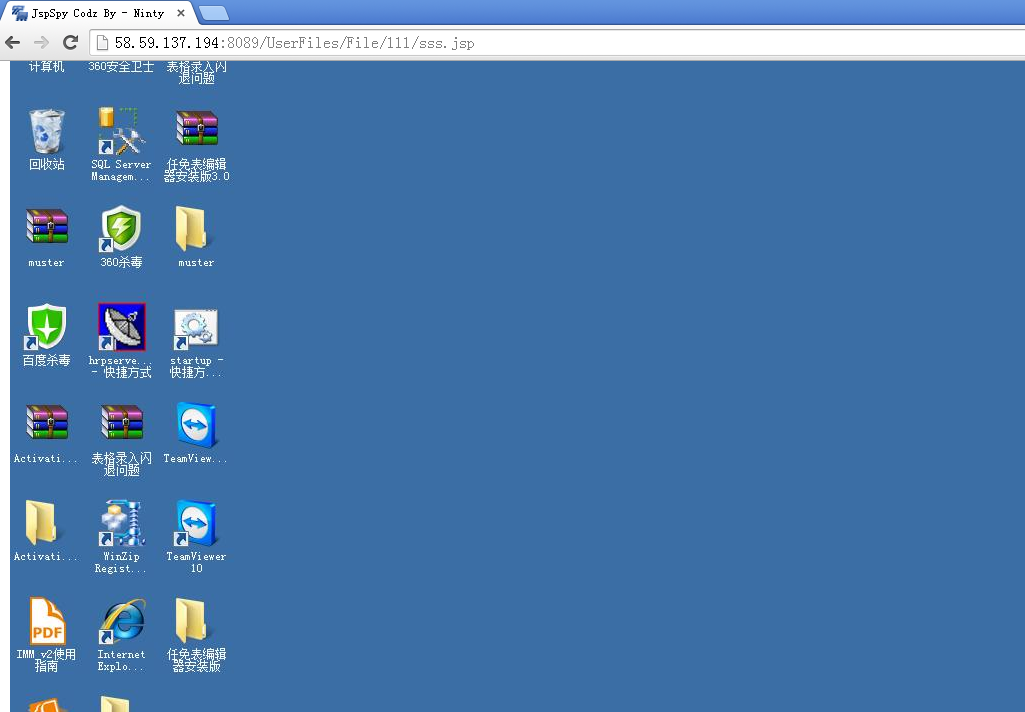 JspSpy Codz By - Ninty
58.59.137.194:8089/UserFiles/File/111/sss.jsp
计算机
360安全卫士
表格录入闪
退问题
回收站
SQL Server
Managem...
任免表编辑
器安装版3.0
muster
360杀毒
muster
百度杀毒
hrpserve...
- 快捷方式
startup -
快捷方...
Activati...
表格录入闪
退问题
TeamView...
Activati...
WinZip
Regist...
TeamViewer
10
PDF
IMM_v2使用
指南
Internet
Explo...
任免表编辑
器安装版